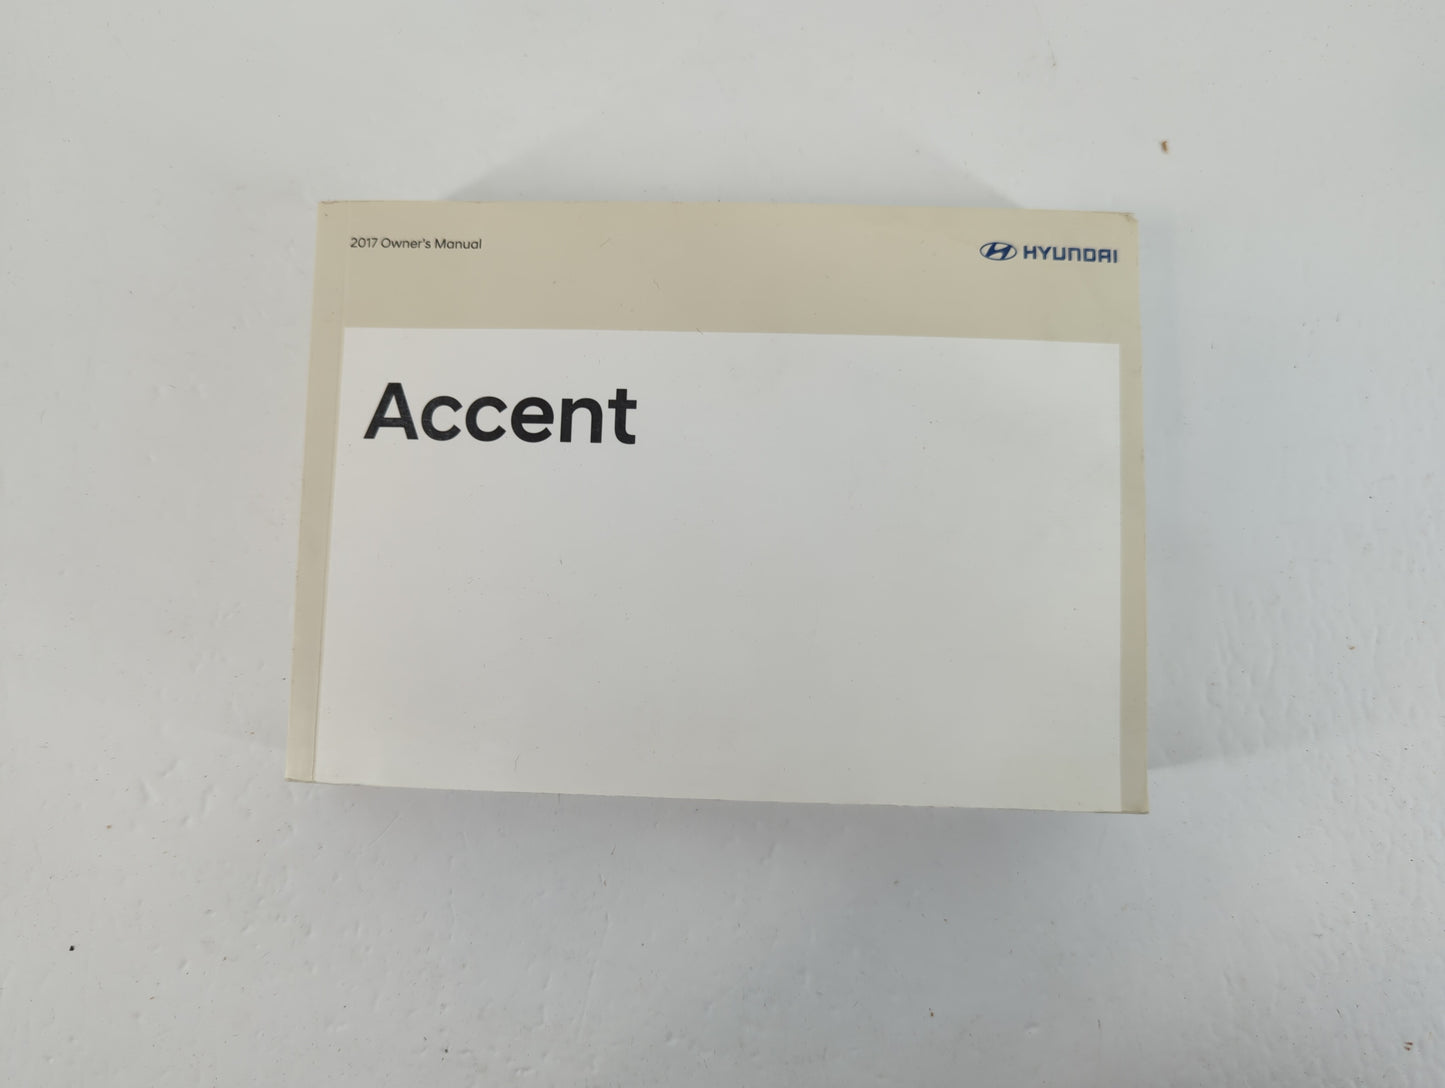 2017 Owner's Manual
HYUNDAI
Accent